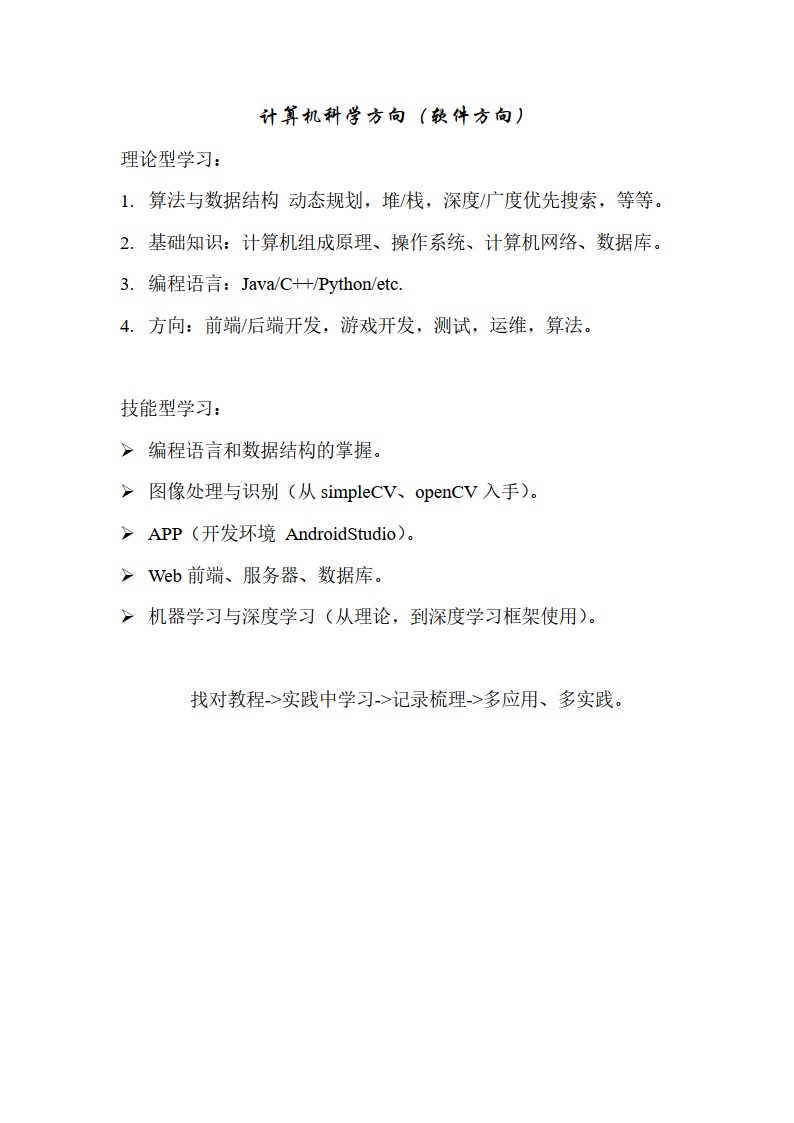 计算机科学方向（软件方向）
理论型学习：
1. 算法与数据结构 动态规划，堆/栈，深度/广度优先搜索，等等。
2. 基础知识：计算机组成原理、操作系统、计算机网络、数据库。
3. 编程语言：Java/C++/Python/etc.
4. 方向：前端/后端开发，游戏开发，测试，运维，算法。
技能型学习：
➢ 编程语言和数据结构的掌握。
➢ 图像处理与识别（从 simpleCV、openCV 入手）。
➢ APP（开发环境 AndroidStudio）。
➢ Web 前端、服务器、数据库。
➢ 机器学习与深度学习（从理论，到深度学习框架使用）。
找对教程->实践中学习->记录梳理->多应用、多实践。